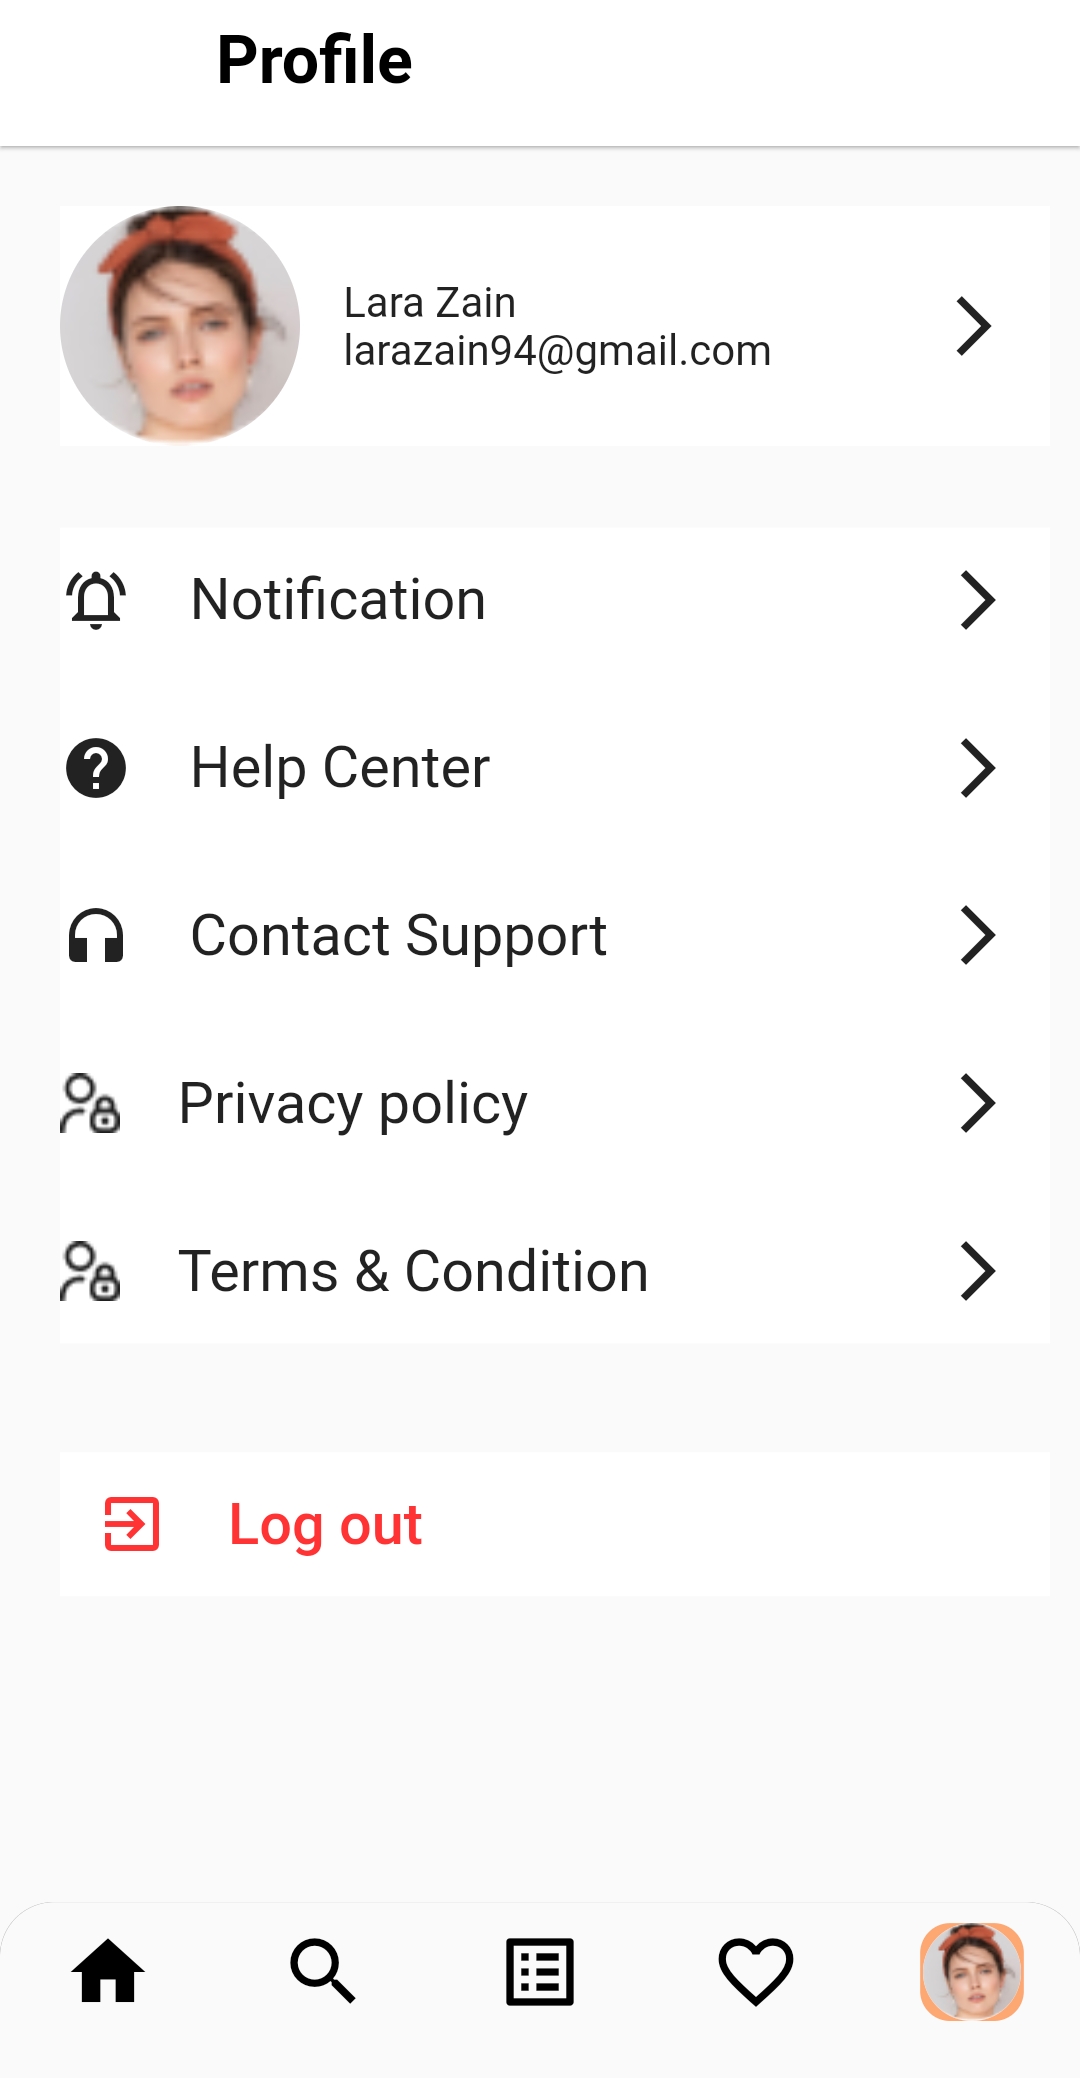 Profile
Lara Zain
larazain94@gmail.com
Notification
Help Center
Contact Support
Privacy policy
Terms & Condition
Log out